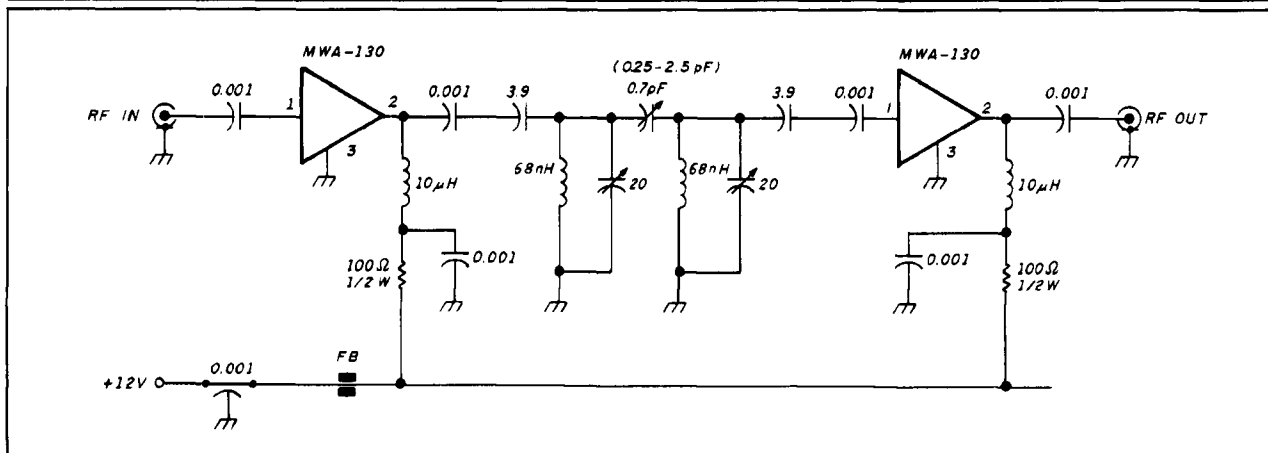 MWA-130
MWA-130
(0.25-2.5 pF)
0.7pF
0.001
0.001
3.9
3.9
0.001
0.001
RF IN
1
2
3
1
2
3
RF OUT
10µH
68nH
20
68nH
20
10µH
0.001
0.001
100Ω
1/2 W
100Ω
1/2 W
+12V
0.001
FB